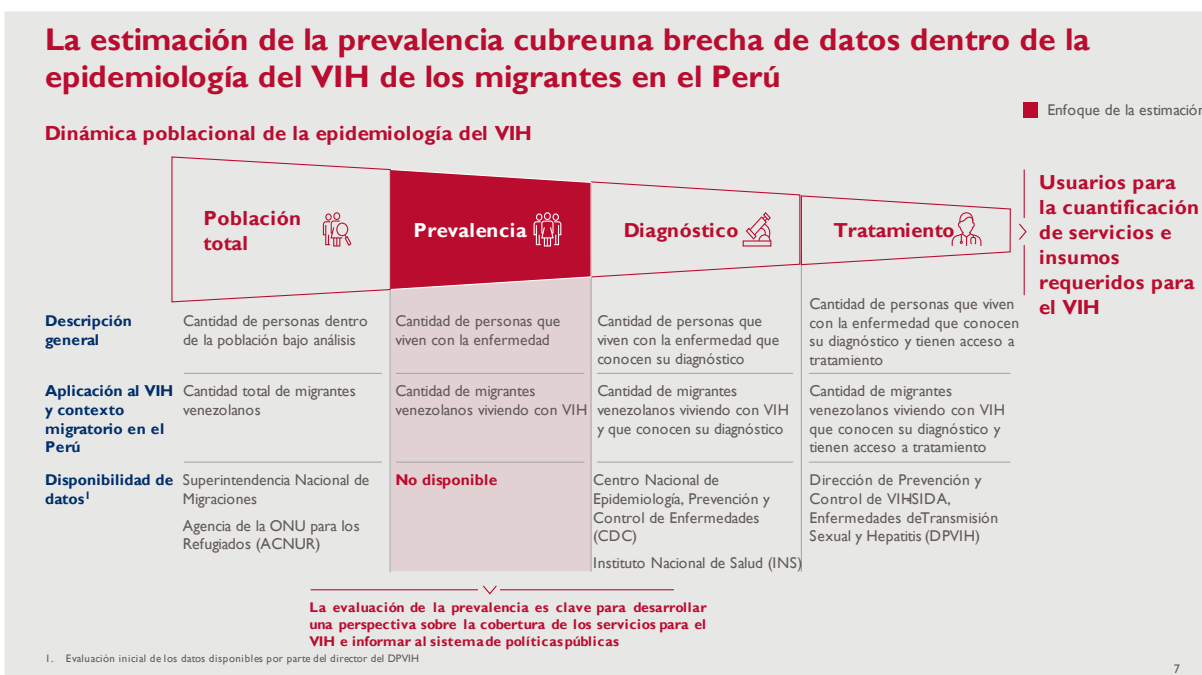 La estimación de la prevalencia cubreuna brecha de datos dentro de la
epidemiología del VIH de los migrantes en el Perú
Enfoque de la estimación
Dinámica poblacional de la epidemiología del VIH
Población
total
Prevalencia
Diagnóstico
Tratamiento
Usuarios para
la cuantificación
de servicios e
insumos
requeridos para
el VIH
Descripción
general
Cantidad de personas dentro
de la población bajo análisis
Cantidad de personas que
viven con la enfermedad
Cantidad de personas que
viven con la enfermedad que
conocen su diagnóstico
Cantidad de personas que viven
con la enfermedad que conocen
su diagnóstico y tienen acceso a
tratamiento
Aplicación al VIH
y contexto
migratorio en el
Perú
Cantidad total de migrantes
venezolanos
Cantidad de migrantes
venezolanos viviendo con VIH
Cantidad de migrantes
venezolanos viviendo con VIH
y que conocen su diagnóstico
Cantidad de migrantes
venezolanos viviendo con VIH
que conocen su diagnóstico y
tienen acceso a tratamiento
Disponibilidad de
datos1
Superintendencia Nacional de
Migraciones
Agencia de la ONU para los
Refugiados (ACNUR)
No disponible
Centro Nacional de
Epidemiología, Prevención y
Control de Enfermedades
(CDC)
Instituto Nacional de Salud (INS)
Dirección de Prevención y
Control de VIHSIDA,
Enfermedades deTransmisión
Sexual y Hepatitis (DPVIH)
La evaluación de la prevalencia es clave para desarrollar
una perspectiva sobre la cobertura de los servicios para el
VIH e informar al sistema de políticas públicas
1. Evaluación inicial de los datos disponibles por parte del director del DPVIH
7